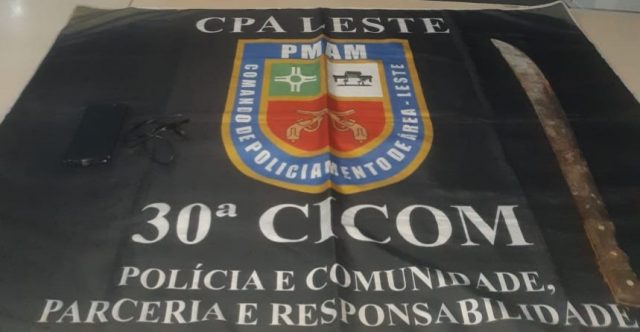 CPA LESTE
PMAM
COMANDO DE POLICIAMENTO DE ÁREA - LESTE
30ª CICOM
POLÍCIA E COMUNIDADE,
PARCERIA E RESPONSABILIDADE